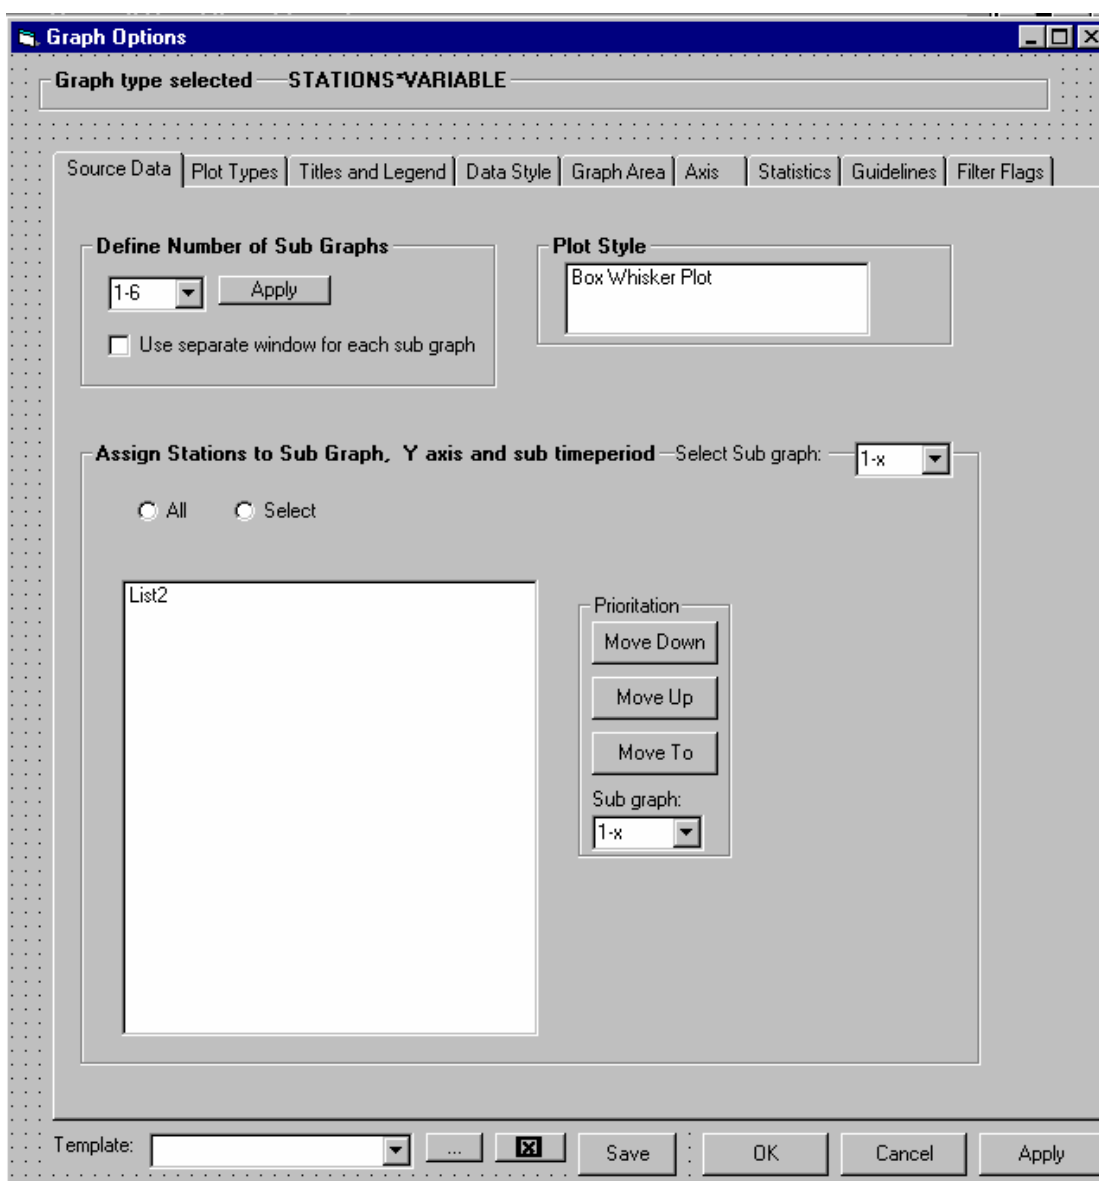 Graph Options
Graph type selected STATIONS*VARIABLE
Source Data Plot Types Titles and Legend Data Style Graph Area Axis Statistics Guidelines Filter Flags
Define Number of Sub Graphs
1-6 Apply
Use separate window for each sub graph
Plot Style
Box Whisker Plot
Assign Stations to Sub Graph, Y axis and sub timeperiod Select Sub graph: 1-x
All Select
List2
Prioritation
Move Down
Move Up
Move To
Sub graph:
1-x
Template: ... Save OK Cancel Apply